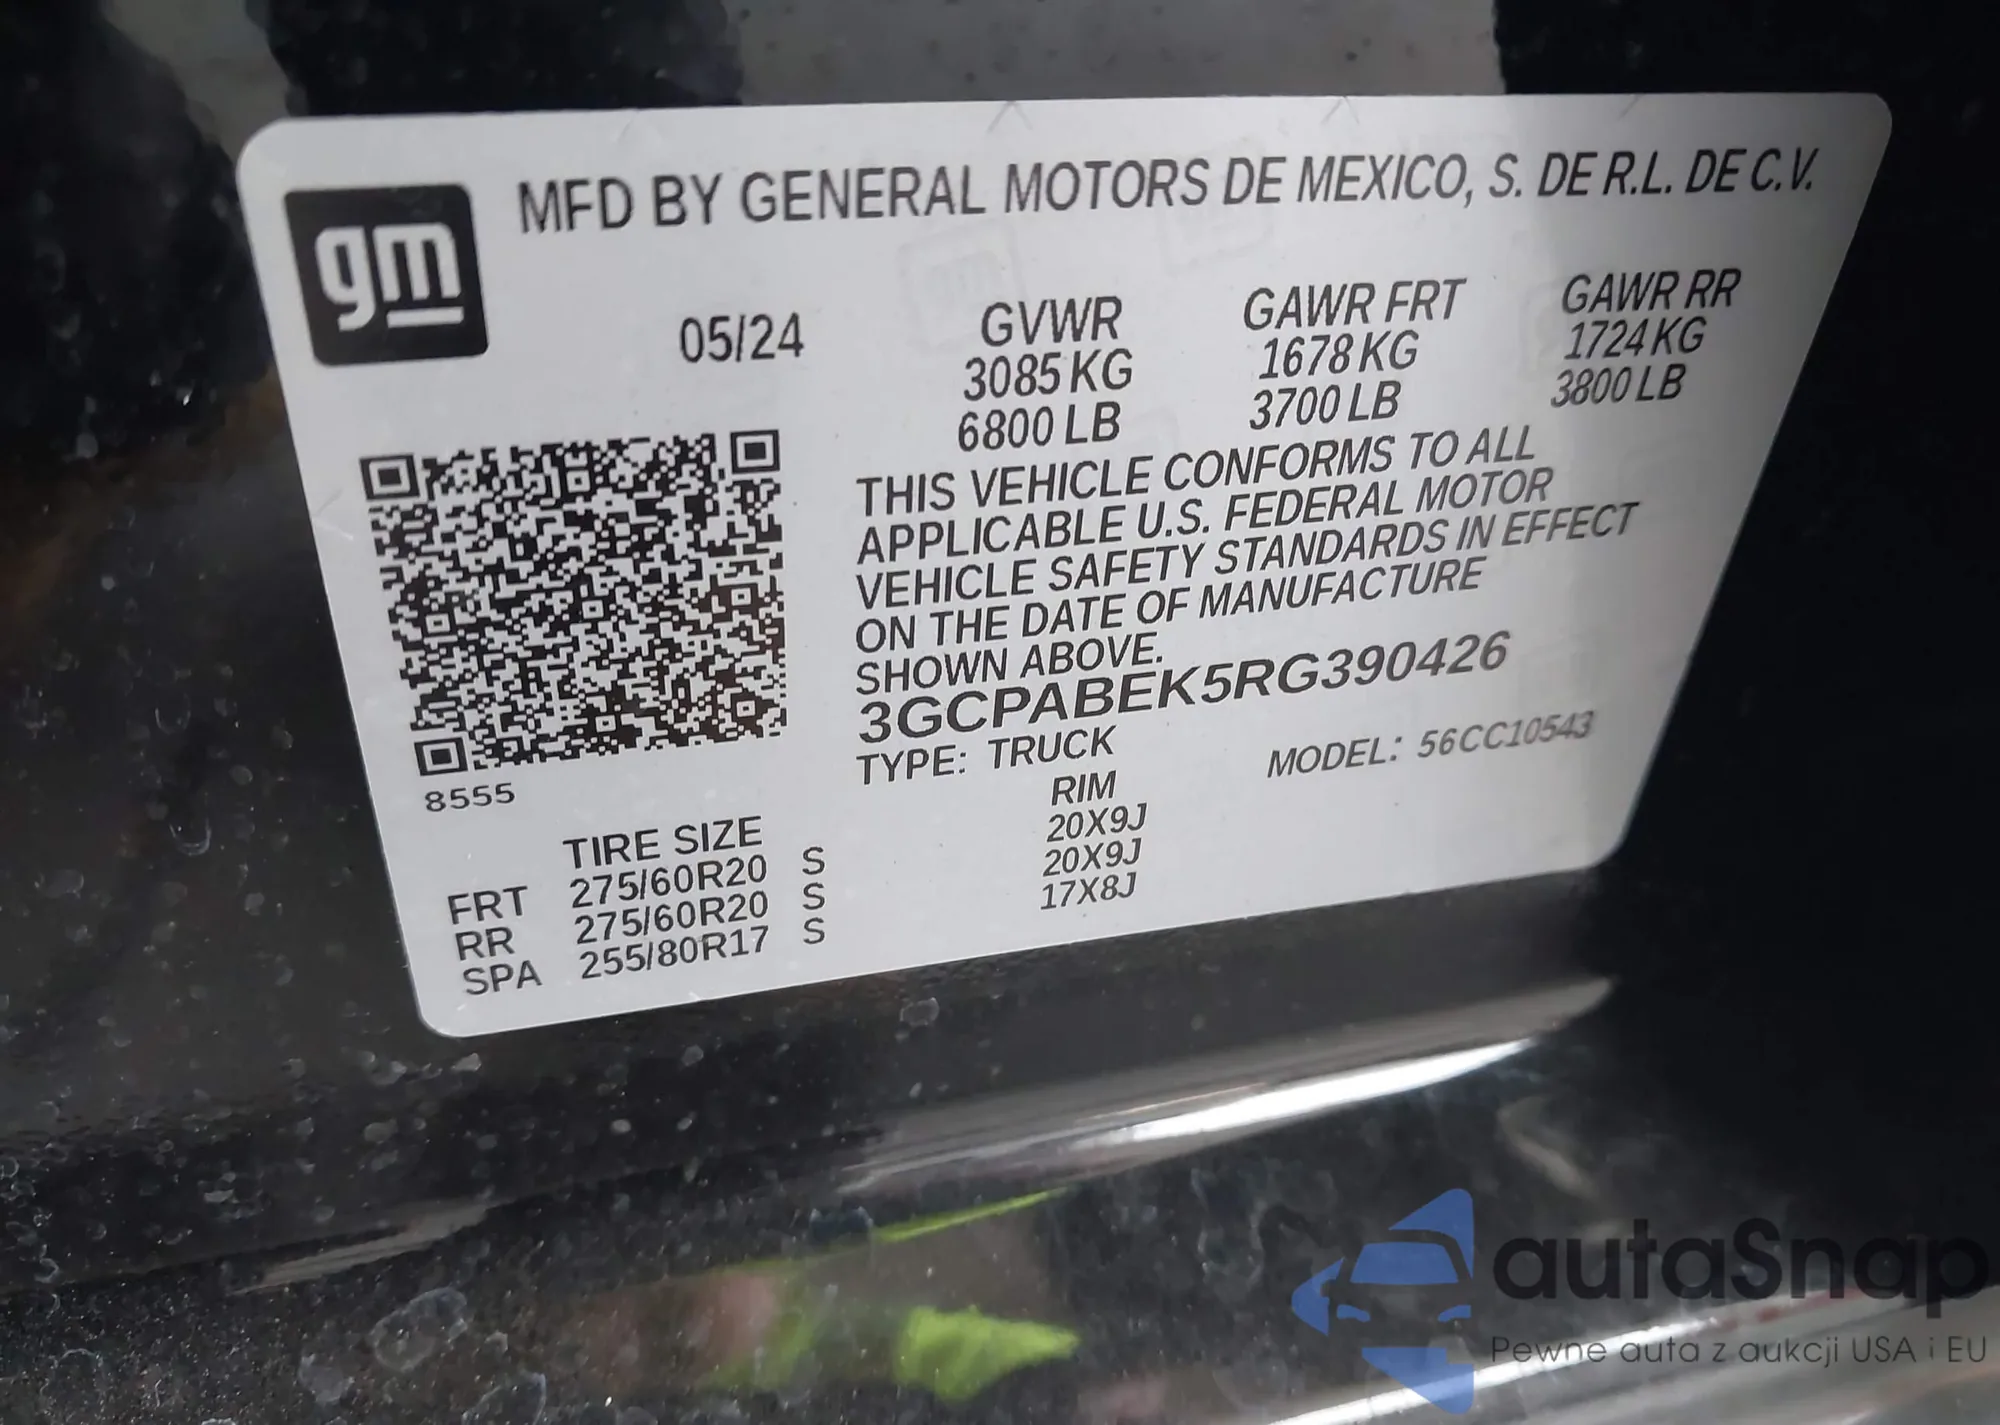 gm
MFD BY GENERAL MOTORS DE MEXICO, S. DE R.L. DE C.V.
05/24
GVWR
3085 KG
6800 LB
GAWR FRT
1678 KG
3700 LB
GAWR RR
1724 KG
3800 LB
THIS VEHICLE CONFORMS TO ALL
APPLICABLE U.S. FEDERAL MOTOR
VEHICLE SAFETY STANDARDS IN EFFECT
ON THE DATE OF MANUFACTURE
SHOWN ABOVE.
3GCPABEK5RG390426
TYPE: TRUCK
MODEL: 56CC10543
8555
TIRE SIZE RIM
FRT 275/60R20 S 20X9J
RR 275/60R20 S 20X9J
SPA 255/80R17 S 17X8J
autaSnap
Pewne auta z aukcji USA i EU